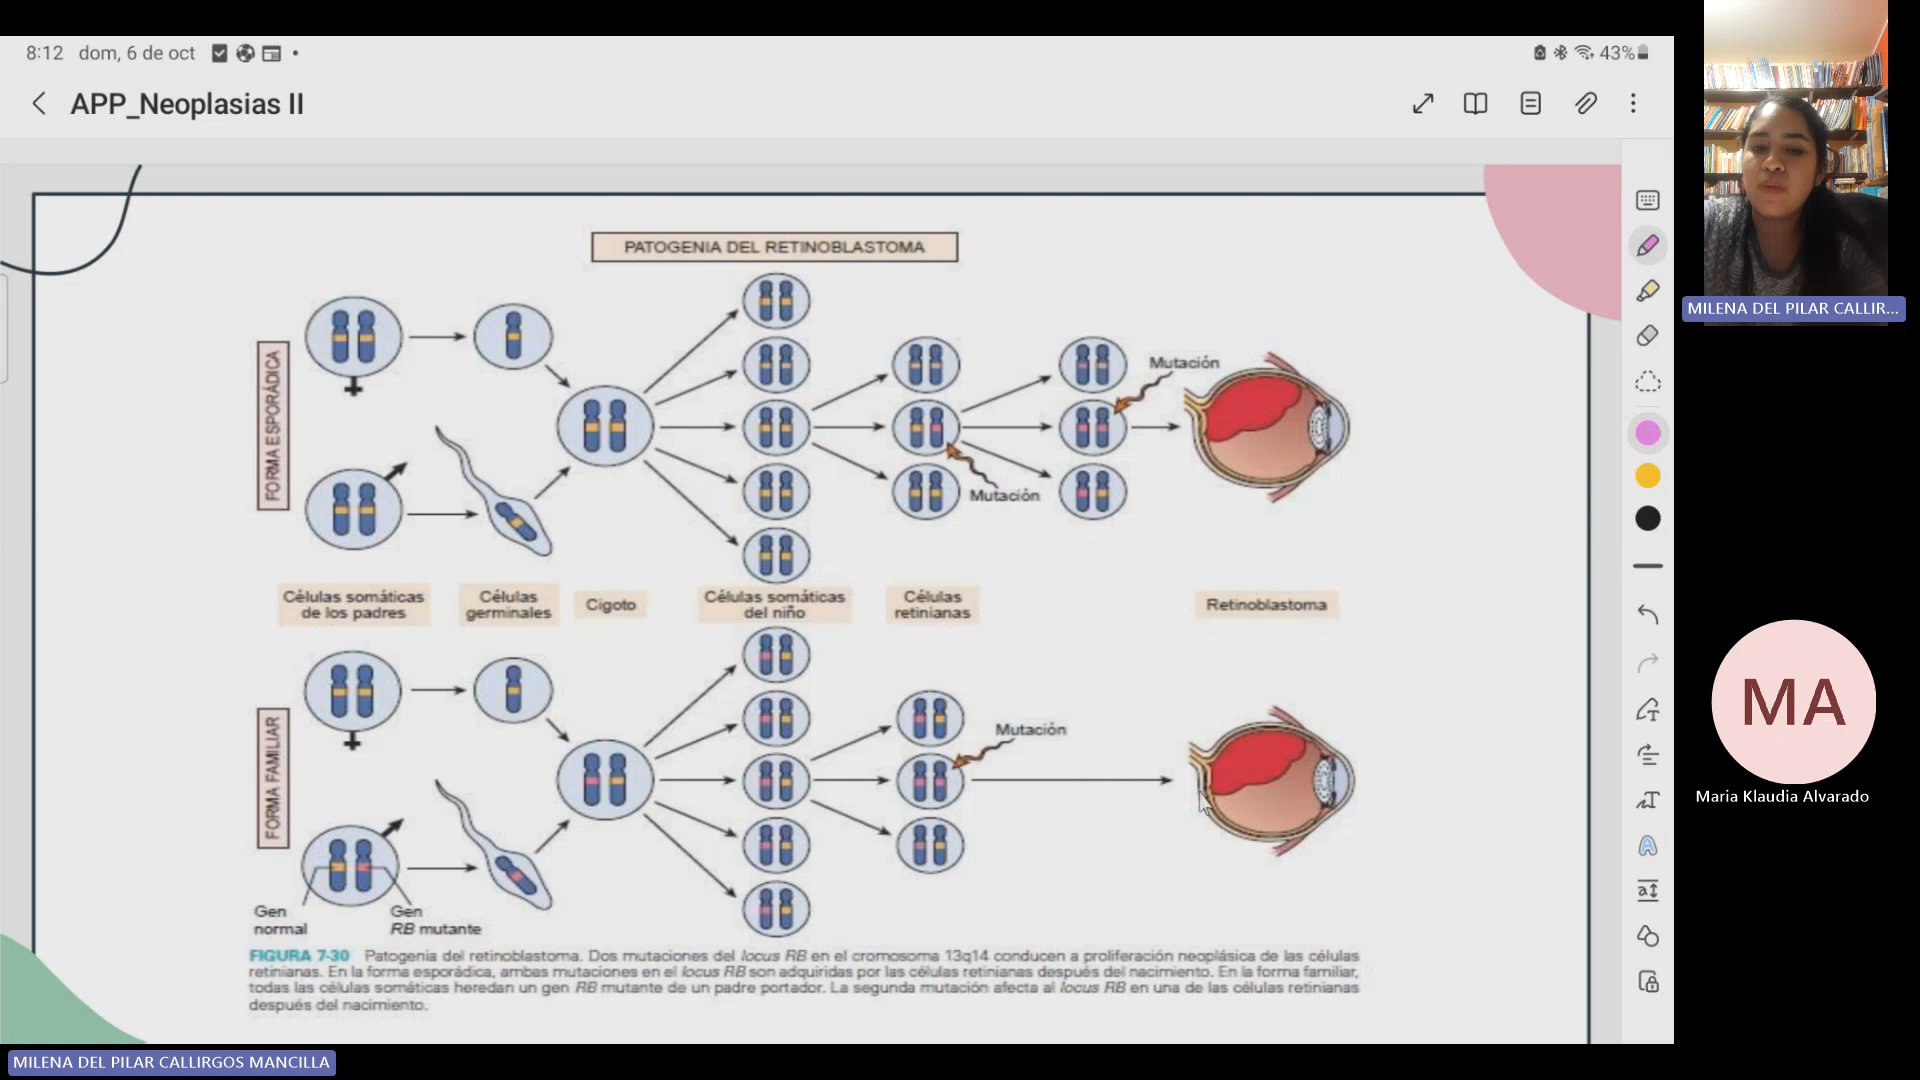 8:12 dom, 6 de oct
43%
APP_Neoplasias II
PATOGENIA DEL RETINOBLASTOMA
FORMA ESPORÁDICA
Mutación
Mutación
Células somáticas
de los padres
Células
germinales
Cigoto
Células somáticas
del niño
Células
retinianas
Retinoblastoma
FORMA FAMILIAR
Mutación
Gen
normal
Gen
RB mutante
FIGURA 7-30 Patogenia del retinoblastoma. Dos mutaciones del locus RB en el cromosoma 13q14 conducen a proliferación neoplásica de las células
retinianas. En la forma esporádica, ambas mutaciones en el locus RB son adquiridas por las células retinianas después del nacimiento. En la forma familiar,
todas las células somáticas heredan un gen RB mutante de un padre portador. La segunda mutación afecta al locus RB en una de las células retinianas
después del nacimiento.
MILENA DEL PILAR CALLIRGOS MANCILLA
MILENA DEL PILAR CALLIR...
MA
Maria Klaudia Alvarado